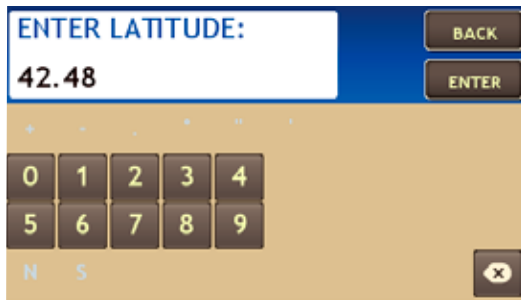 ENTER LATITUDE:
BACK
42.48
ENTER
+ - . ° " '
0 1 2 3 4
5 6 7 8 9
N S